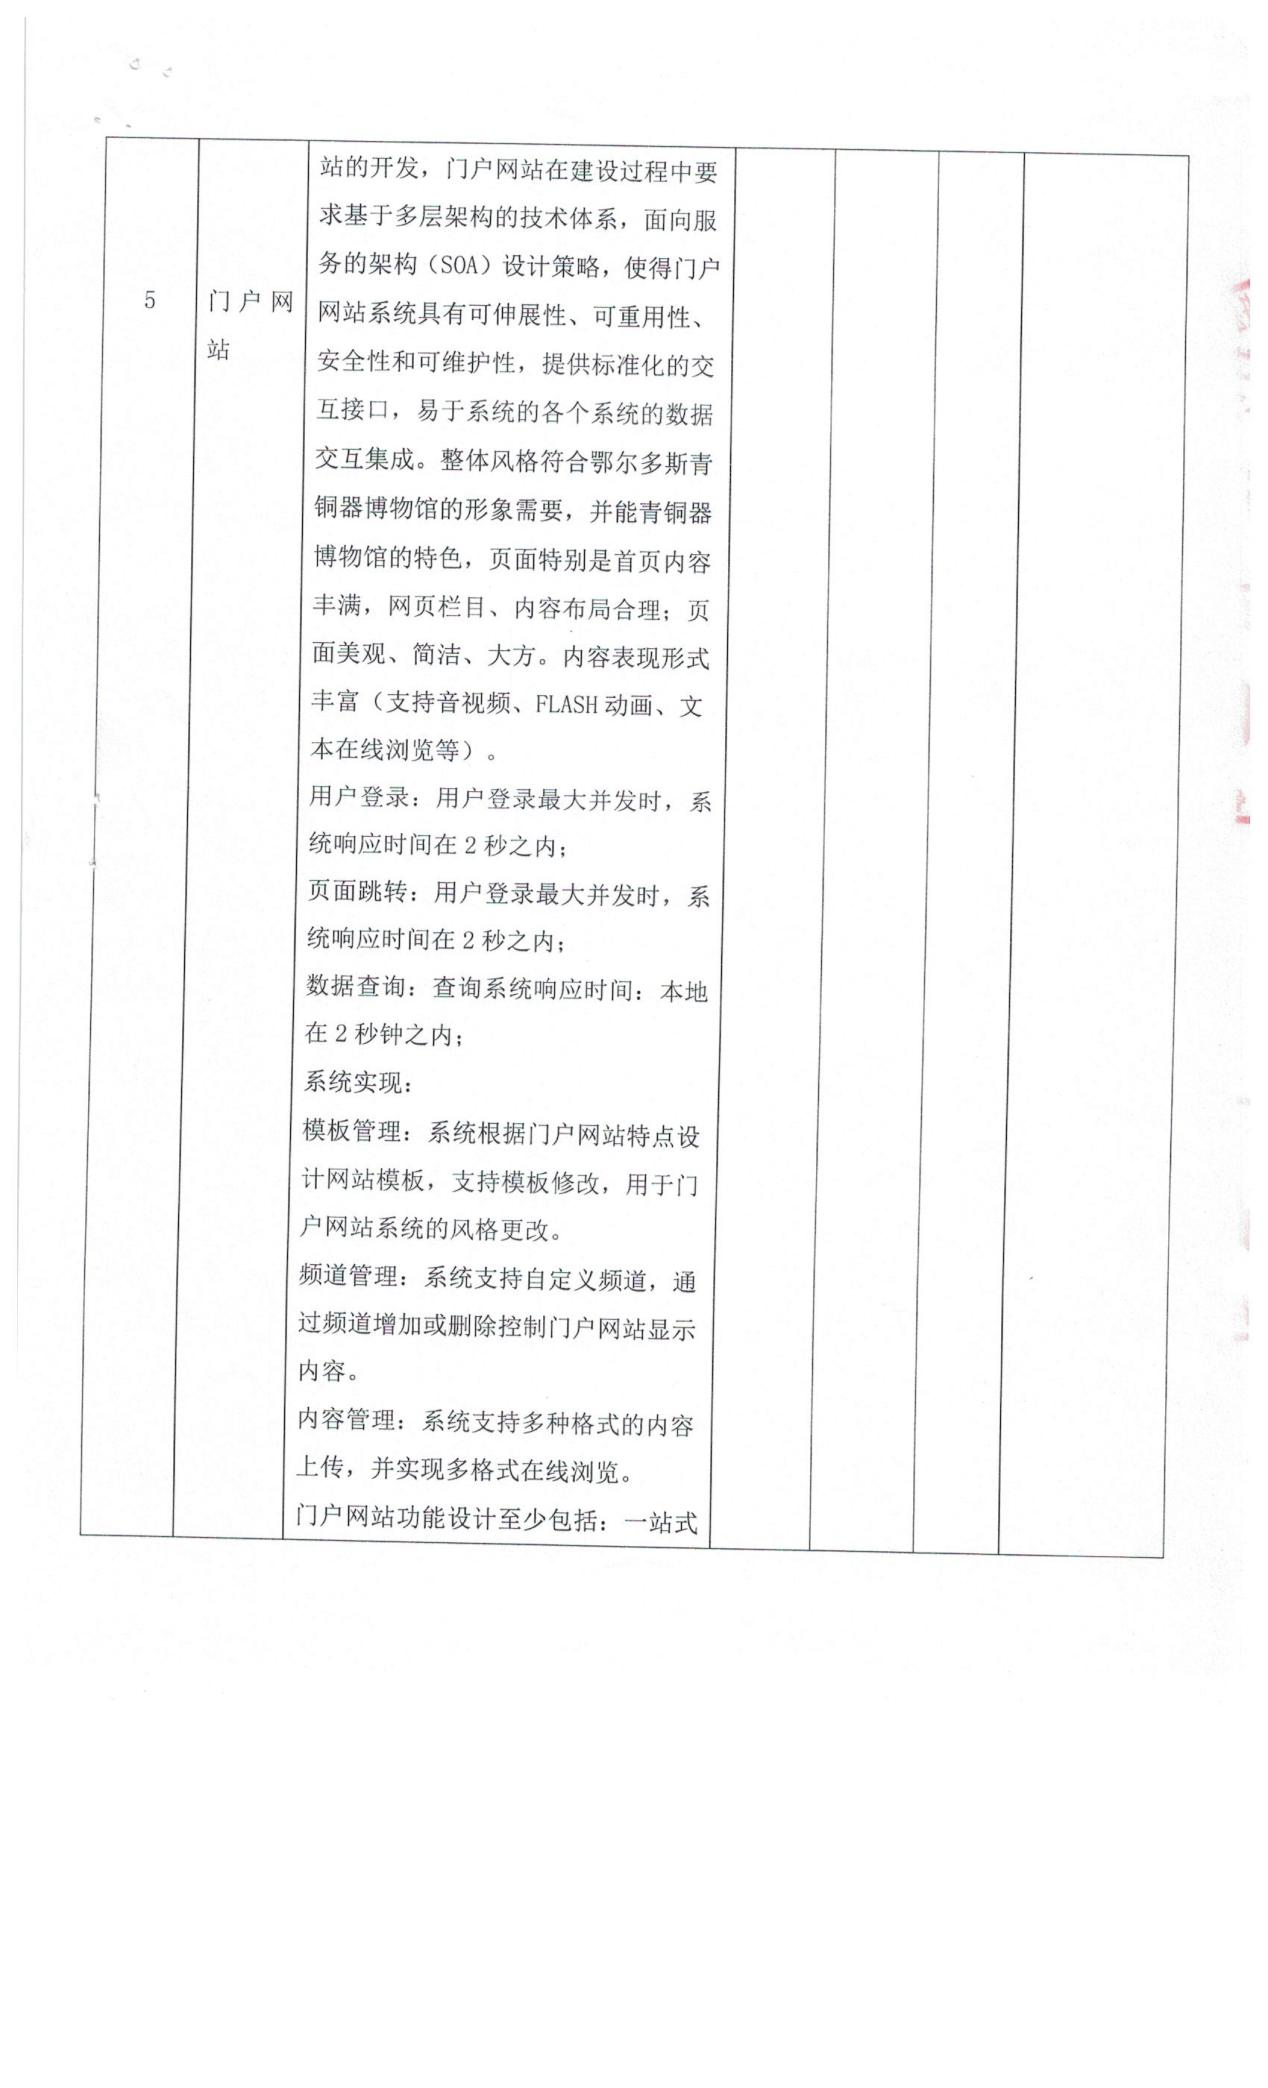 站的开发，门户网站在建设过程中要
求基于多层架构的技术体系，面向服
务的架构（SOA）设计策略，使得门户
5
门户网
站
网站系统具有可伸展性、可重用性、
安全性和可维护性，提供标准化的交
互接口，易于系统的各个系统的数据
交互集成。整体风格符合鄂尔多斯青
铜器博物馆的形象需要，并能青铜器
博物馆的特色，页面特别是首页内容
丰满，网页栏目、内容布局合理；页
面美观、简洁、大方。内容表现形式
丰富（支持音视频、FLASH 动画、文
本在线浏览等）。
用户登录：用户登录最大并发时，系
统响应时间在 2 秒之内；
页面跳转：用户登录最大并发时，系
统响应时间在 2 秒之内；
数据查询：查询系统响应时间：本地
在 2 秒钟之内；
系统实现：
模板管理：系统根据门户网站特点设
计网站模板，支持模板修改，用于门
户网站系统的风格更改。
频道管理：系统支持自定义频道，通
过频道增加或删除控制门户网站显示
内容。
内容管理：系统支持多种格式的内容
上传，并实现多格式在线浏览。
门户网站功能设计至少包括：一站式